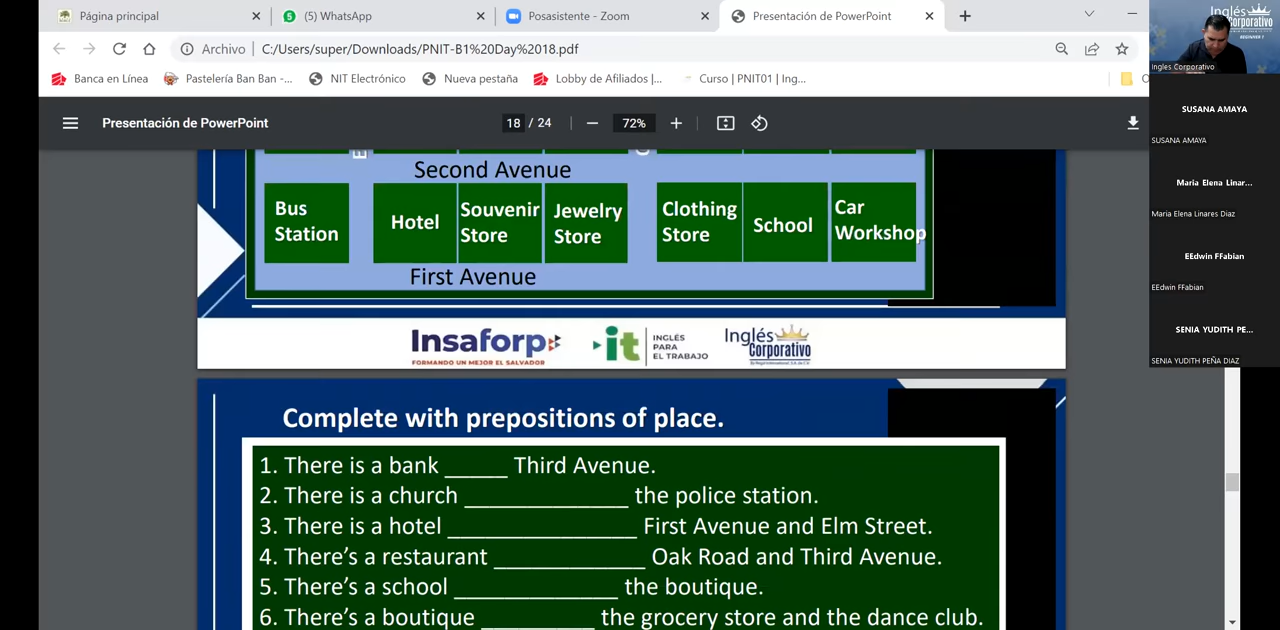 Página principal
(5) WhatsApp
Posasistente - Zoom
Presentación de PowerPoint
Archivo | C:/Users/super/Downloads/PNIT-B1%20Day%2018.pdf
Banca en Línea
Pastelería Ban Ban -...
NIT Electrónico
Nueva pestaña
Lobby de Afiliados |...
Curso | PNIT01 | Ing...
Presentación de PowerPoint
18 / 24
72%
Second Avenue
Bus Station
Hotel
Souvenir Store
Jewelry Store
Clothing Store
School
Car Workshop
First Avenue
Insaforp
FORMANDO UN MEJOR EL SALVADOR
it
INGLÉS PARA EL TRABAJO
Inglés Corporativo
Complete with prepositions of place.
1. There is a bank _____ Third Avenue.
2. There is a church _____________ the police station.
3. There is a hotel _______________ First Avenue and Elm Street.
4. There's a restaurant ____________ Oak Road and Third Avenue.
5. There's a school _____________ the boutique.
6. There's a boutique _________ the grocery store and the dance club.
Inglés Corporativo
BEGINNER 1
Ingles Corporativo
SUSANA AMAYA
SUSANA AMAYA
Maria Elena Linar...
Maria Elena Linares Diaz
EEdwin FFabian
EEdwin FFabian
SENIA YUDITH PE...
SENIA YUDITH PEÑA DIAZ